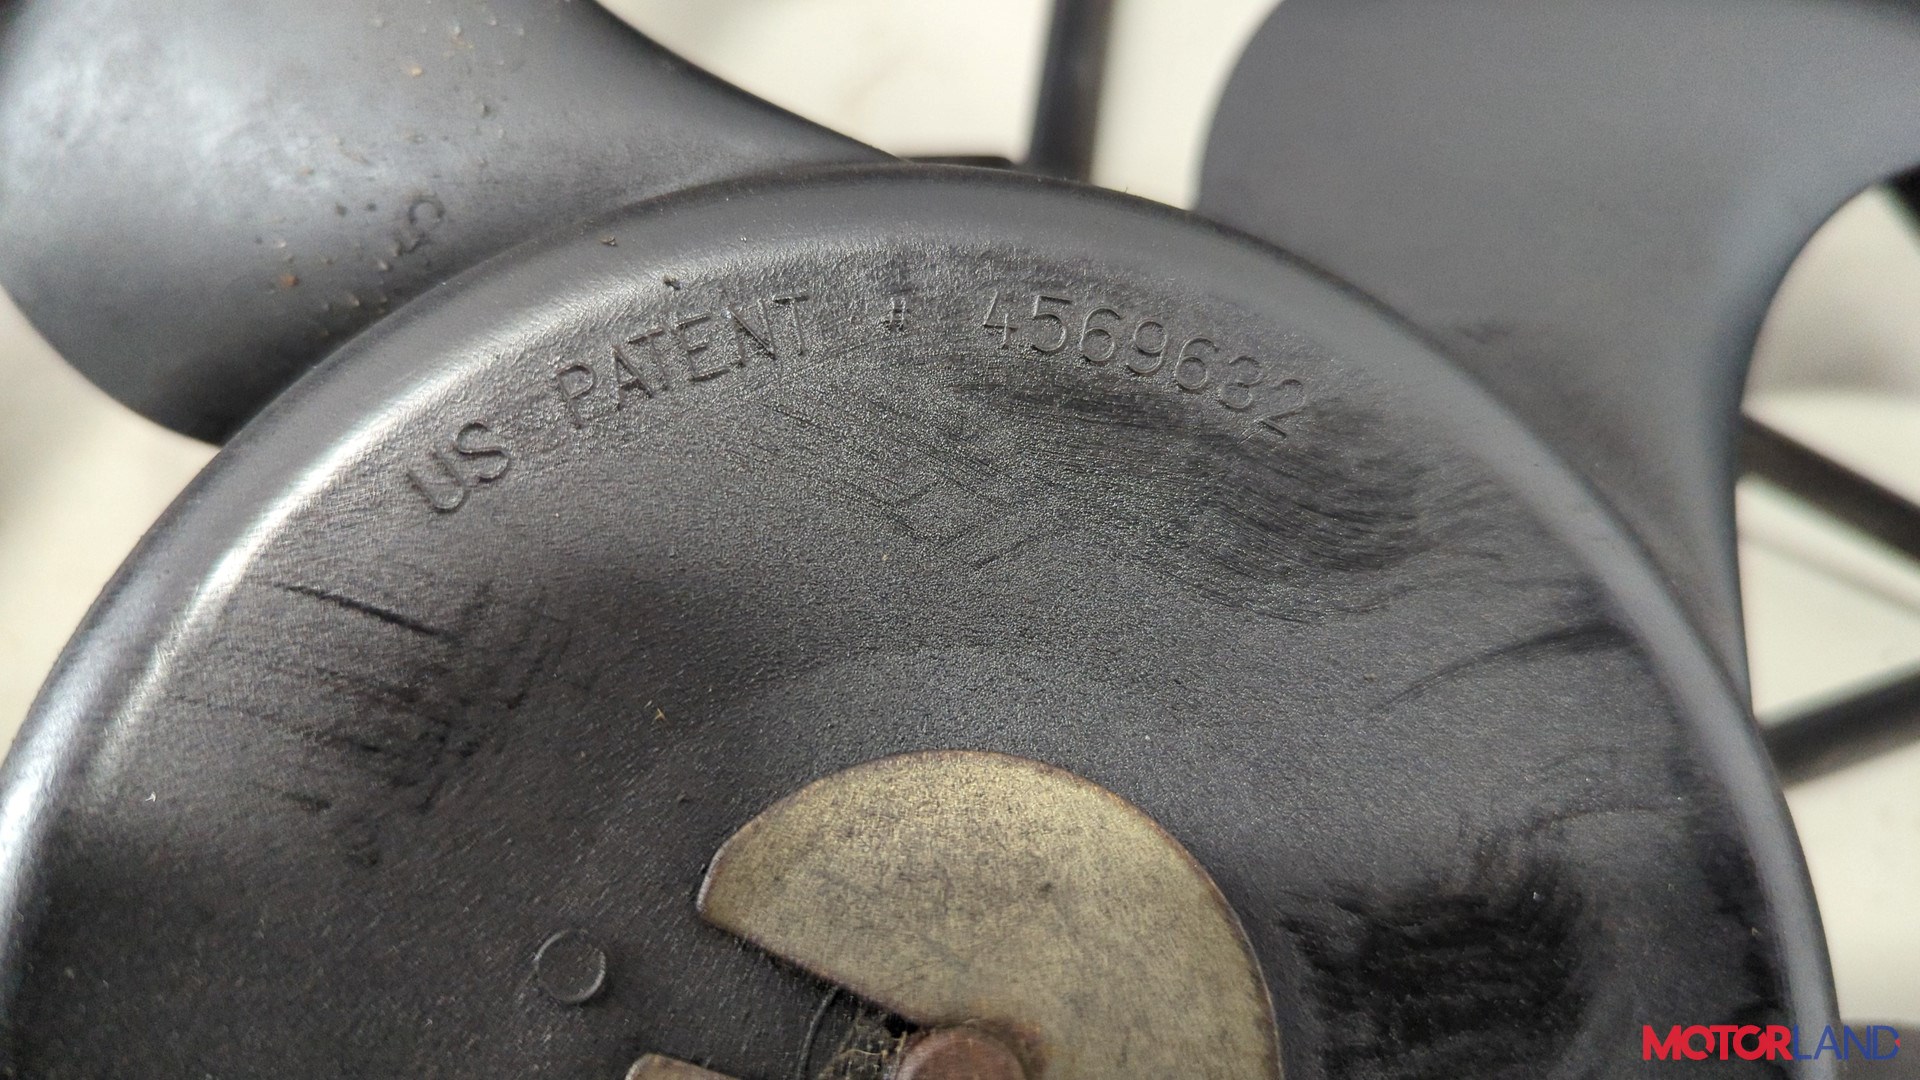 US PATENT # 4569632
MOTORLAND